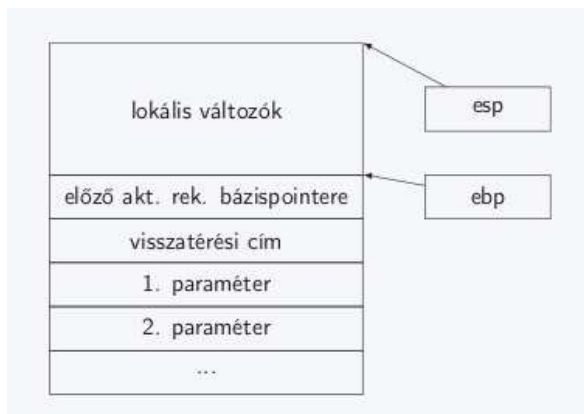 lokális változók
esp
előző akt. rek. bázispointere
ebp
visszatérési cím
1. paraméter
2. paraméter
...